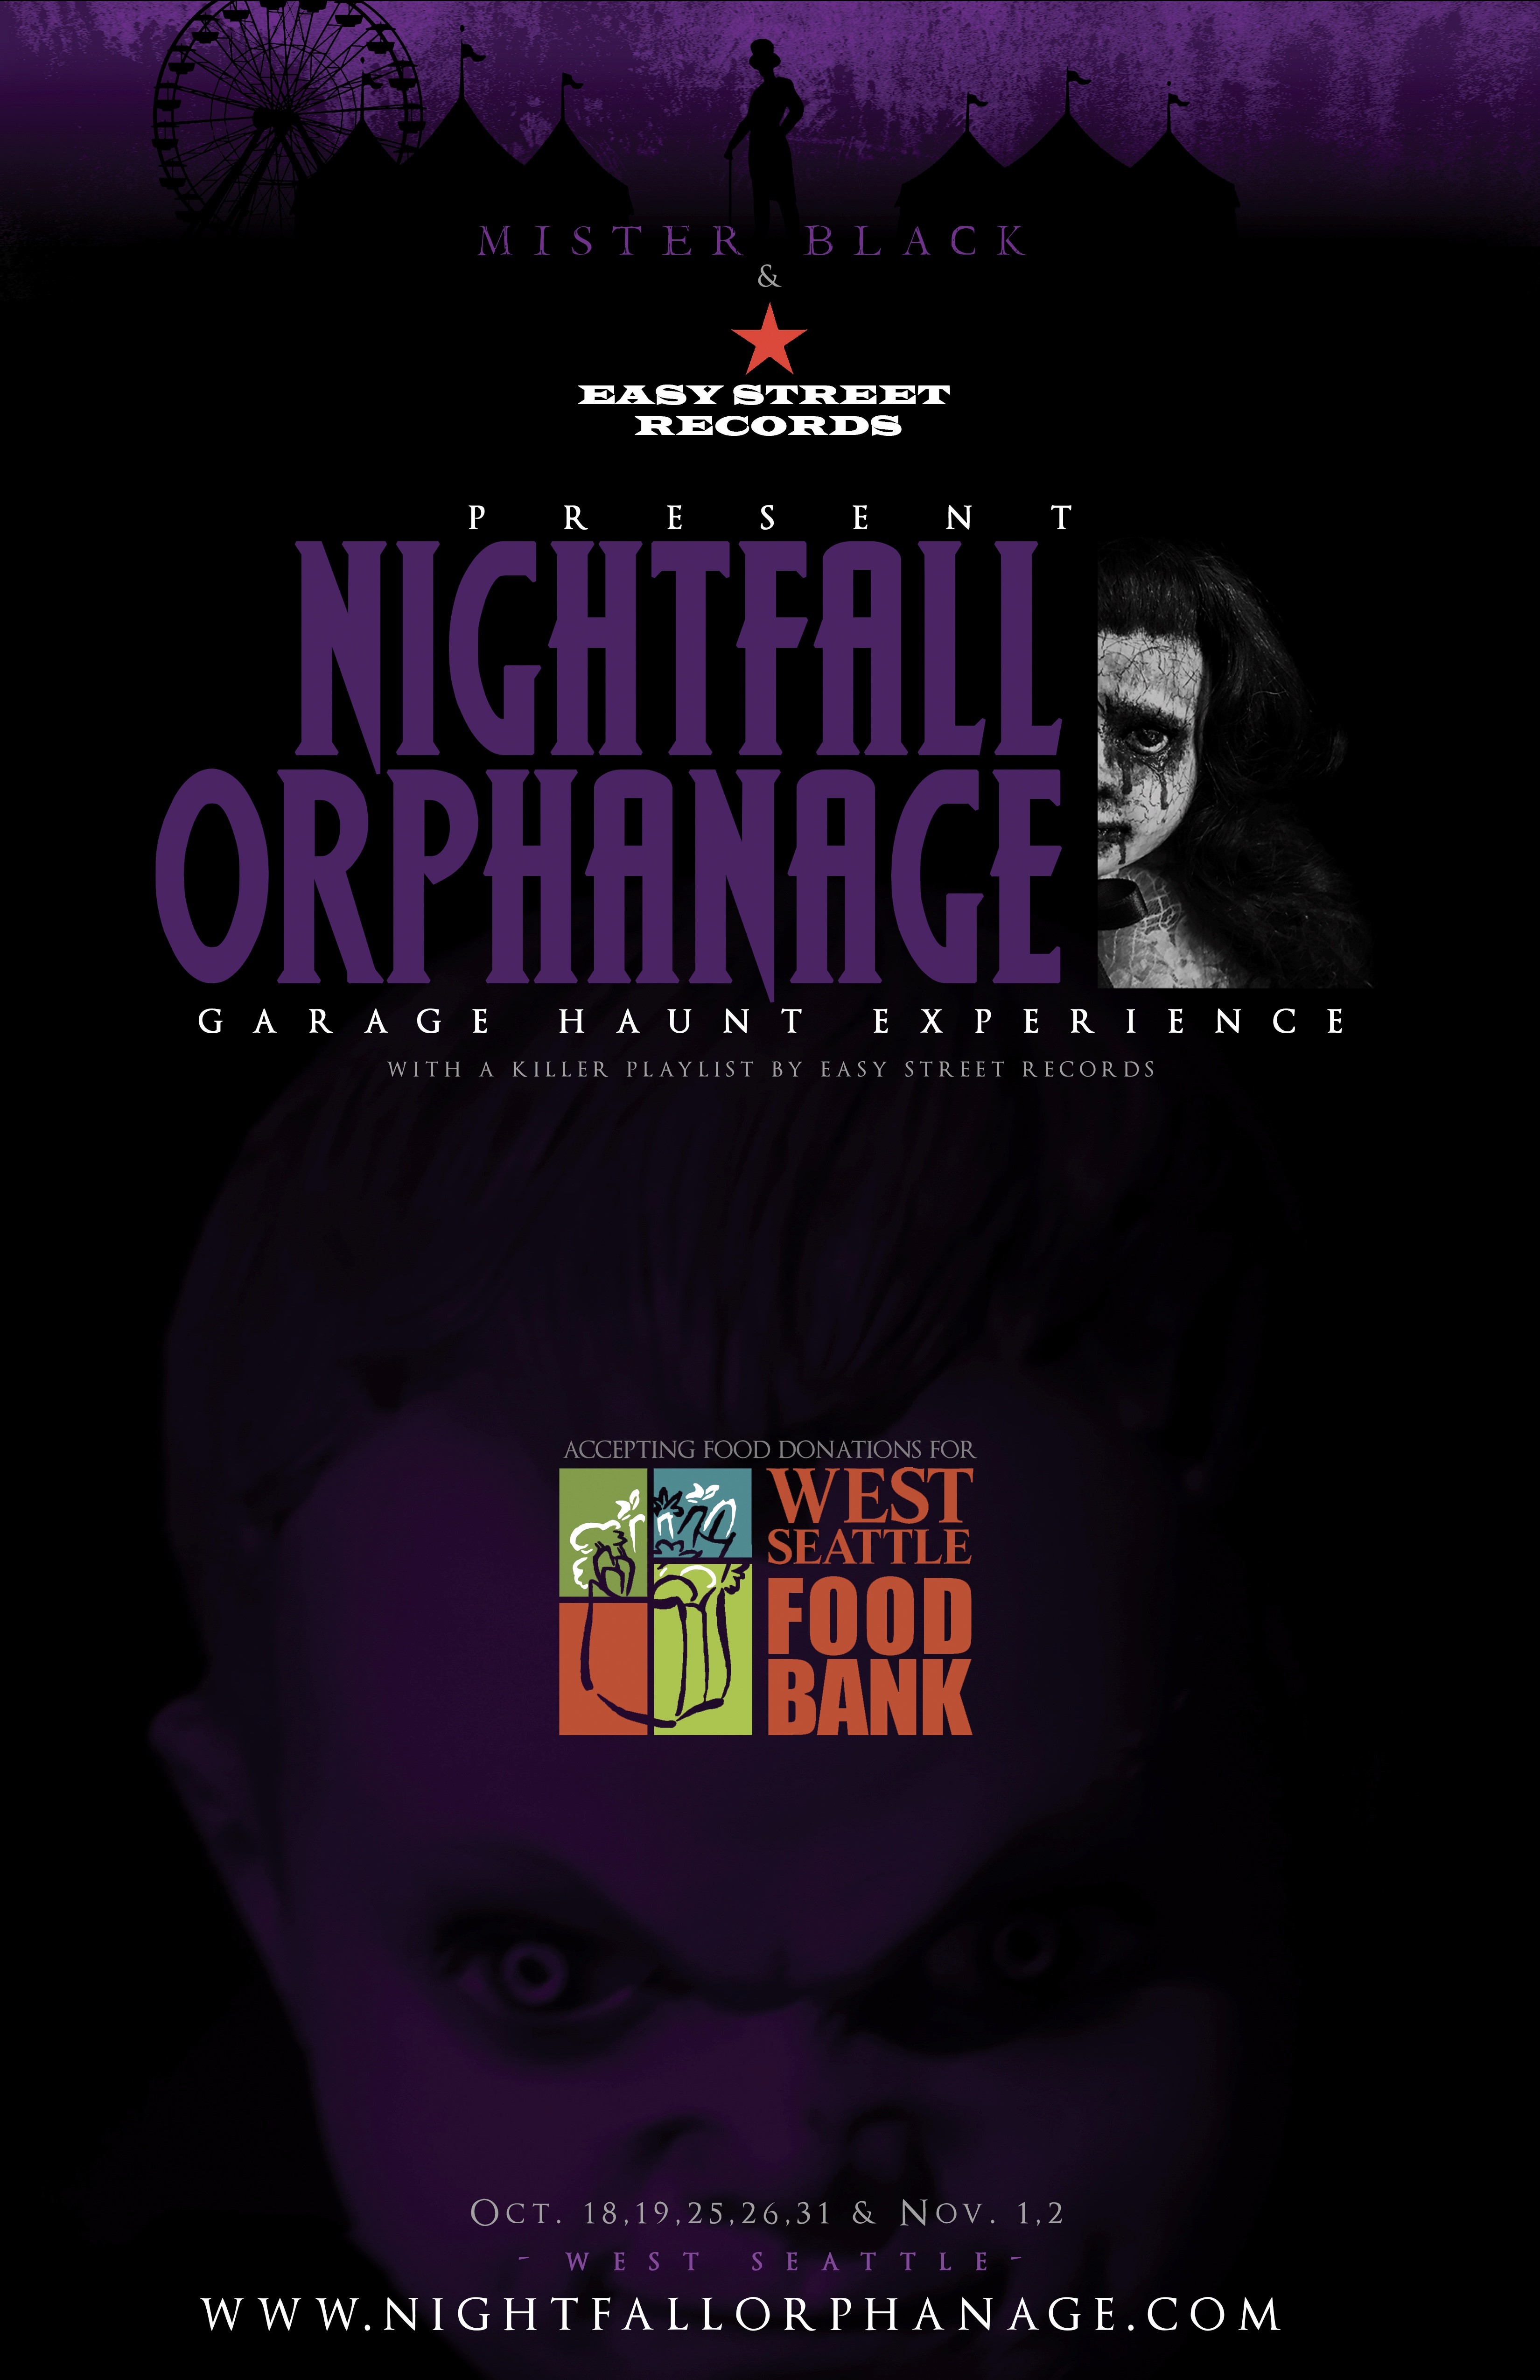 MISTER BLACK
&
EASY STREET
RECORDS
PRESENT
NIGHTFALL
ORPHANAGE
GARAGE HAUNT EXPERIENCE
WITH A KILLER PLAYLIST BY EASY STREET RECORDS
ACCEPTING FOOD DONATIONS FOR
WEST
SEATTLE
FOOD
BANK
OCT. 18,19,25,26,31 & NOV. 1,2
- WEST SEATTLE -
WWW.NIGHTFALLORPHANAGE.COM